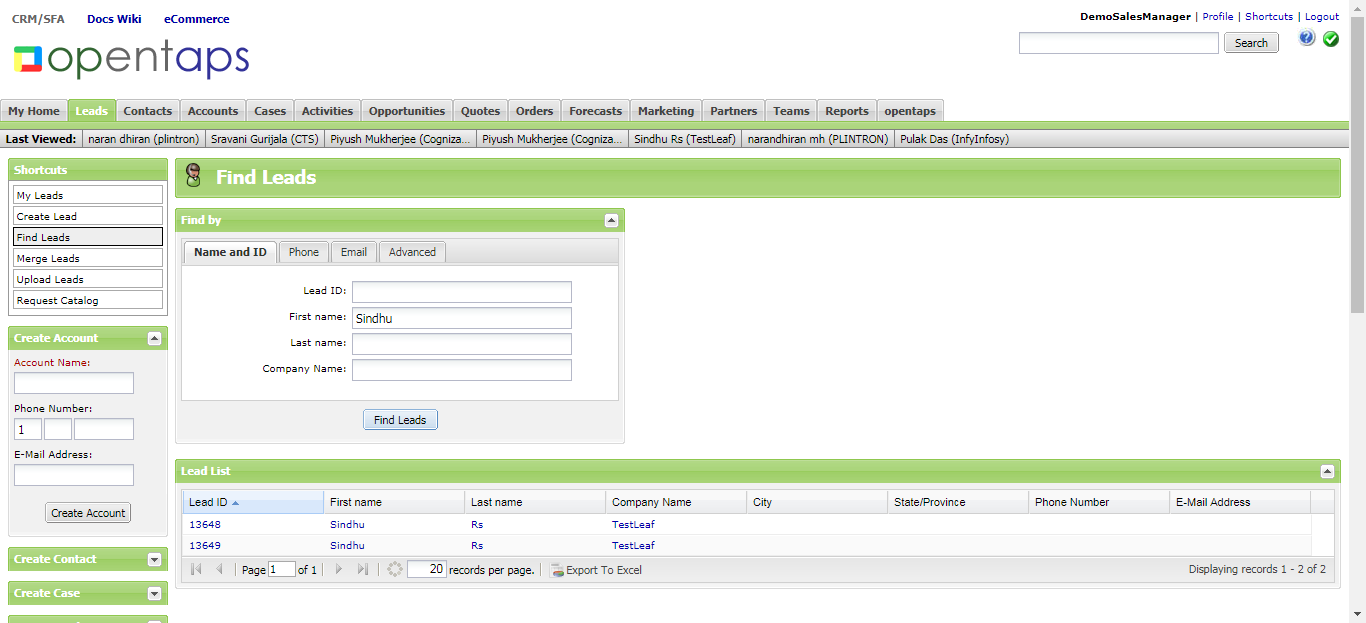 CRM/SFA Docs Wiki eCommerce
DemoSalesManager | Profile | Shortcuts | Logout
opentaps
Search
?
My Home Leads Contacts Accounts Cases Activities Opportunities Quotes Orders Forecasts Marketing Partners Teams Reports opentaps
Last Viewed: naran dhiran (plintron) Sravani Gurijala (CTS) Piyush Mukherjee (Cogniza... Piyush Mukherjee (Cogniza... Sindhu Rs (TestLeaf) narandhiran mh (PLINTRON) Pulak Das (InfyInfosy)
Shortcuts
My Leads
Create Lead
Find Leads
Merge Leads
Upload Leads
Request Catalog
Create Account
Account Name:
Phone Number:
1
E-Mail Address:
Create Account
Create Contact
Create Case
Find Leads
Find by
Name and ID Phone Email Advanced
Lead ID:
First name: Sindhu
Last name:
Company Name:
Find Leads
Lead List
Lead ID First name Last name Company Name City State/Province Phone Number E-Mail Address
13648 Sindhu Rs TestLeaf
13649 Sindhu Rs TestLeaf
Page 1 of 1 20 records per page. Export To Excel Displaying records 1 - 2 of 2